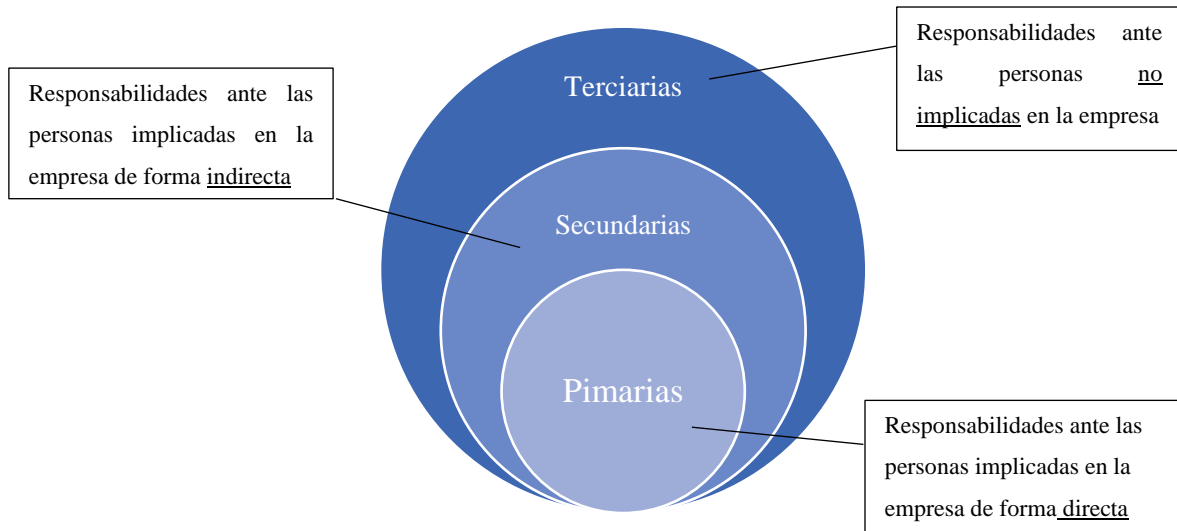 Responsabilidades ante
las personas no
implicadas en la empresa
Terciarias
Responsabilidades ante las
personas implicadas en la
empresa de forma indirecta
Secundarias
Pimarias
Responsabilidades ante las
personas implicadas en la
empresa de forma directa